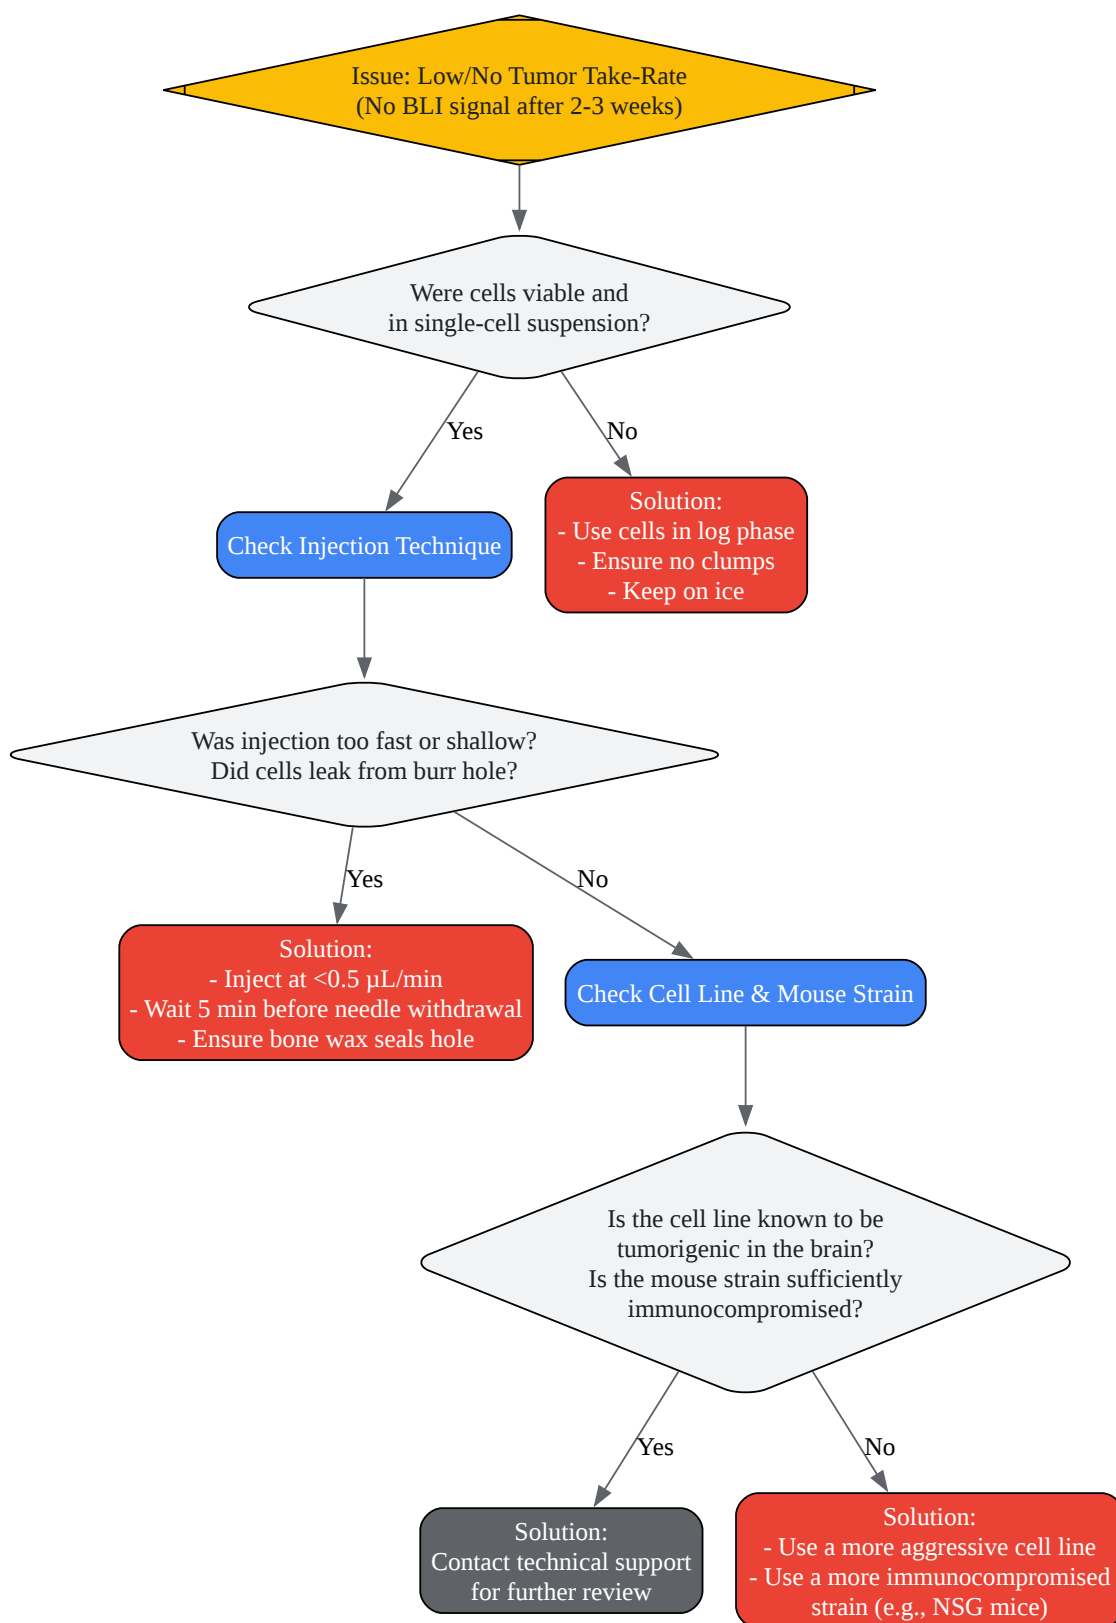 Issue: Low/No Tumor Take-Rate
(No BLI signal after 2-3 weeks)
Were cells viable and
in single-cell suspension?
Yes
No
Check Injection Technique
Solution:
- Use cells in log phase
- Ensure no clumps
- Keep on ice
Was injection too fast or shallow?
Did cells leak from burr hole?
Yes
No
Solution:
- Inject at <0.5 µL/min
- Wait 5 min before needle withdrawal
- Ensure bone wax seals hole
Check Cell Line & Mouse Strain
Is the cell line known to be
tumorigenic in the brain?
Is the mouse strain sufficiently
immunocompromised?
Yes
No
Solution:
Contact technical support
for further review
Solution:
- Use a more aggressive cell line
- Use a more immunocompromised
strain (e.g., NSG mice)